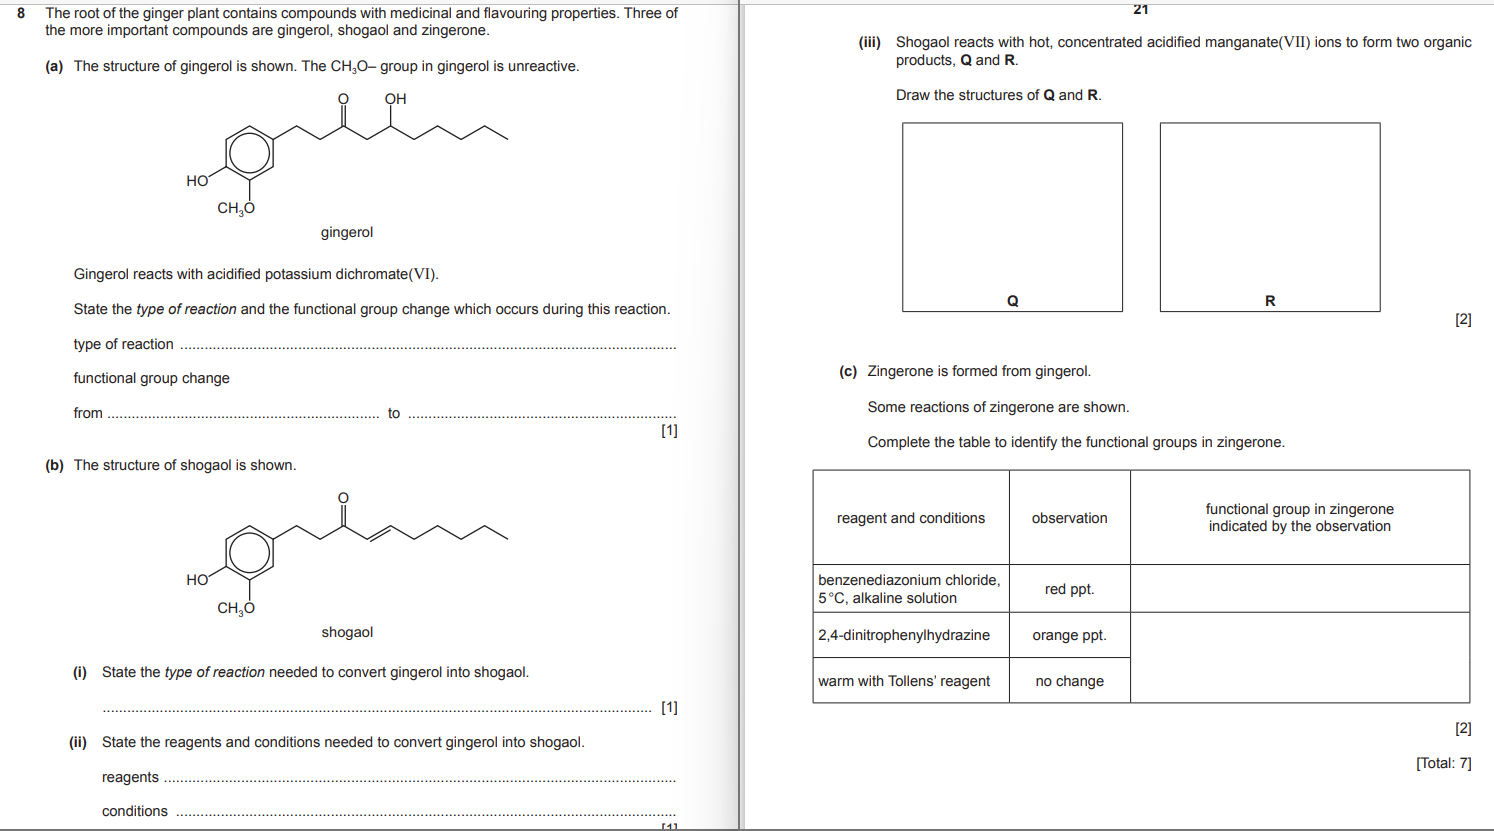 8 The root of the ginger plant contains compounds with medicinal and flavouring properties. Three of
the more important compounds are gingerol, shogaol and zingerone.
(a) The structure of gingerol is shown. The CH₃O– group in gingerol is unreactive.
O OH
HO
CH₃O
gingerol
Gingerol reacts with acidified potassium dichromate(VI).
State the type of reaction and the functional group change which occurs during this reaction.
type of reaction ..........
functional group change
from .......... to ..........
[1]
(b) The structure of shogaol is shown.
O
HO
CH₃O
shogaol
(i) State the type of reaction needed to convert gingerol into shogaol.
.......... [1]
(ii) State the reagents and conditions needed to convert gingerol into shogaol.
reagents ..........
conditions ..........
[1]
21
(iii) Shogaol reacts with hot, concentrated acidified manganate(VII) ions to form two organic
products, Q and R.
Draw the structures of Q and R.
Q R
[2]
(c) Zingerone is formed from gingerol.
Some reactions of zingerone are shown.
Complete the table to identify the functional groups in zingerone.
reagent and conditions observation functional group in zingerone
indicated by the observation
benzenediazonium chloride,
5°C, alkaline solution red ppt.
2,4-dinitrophenylhydrazine orange ppt.
warm with Tollens' reagent no change
[2]
[Total: 7]